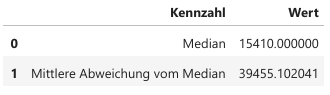 Kennzahl Wert
0 Median 15410.000000
1 Mittlere Abweichung vom Median 39455.102041